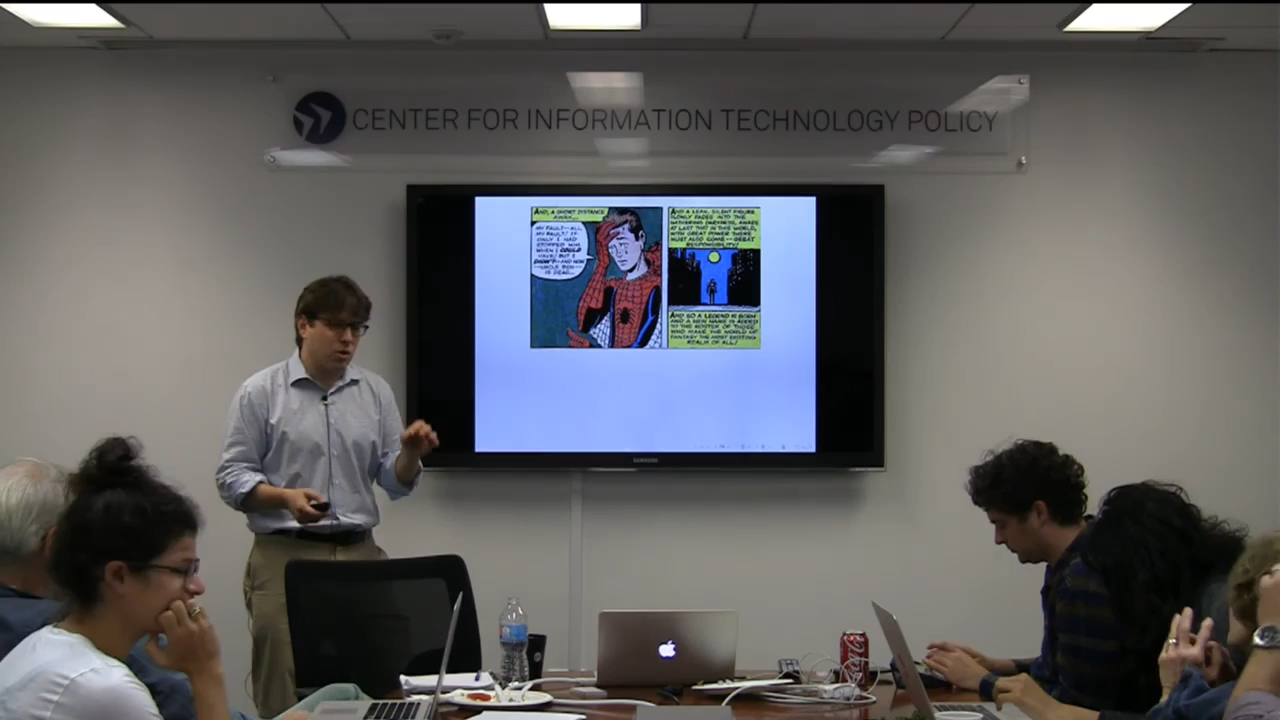 CENTER FOR INFORMATION TECHNOLOGY POLICY
AND, A SHORT DISTANCE
AWAY...
MY FAULT--ALL
MY FAULT! IF
ONLY I HAD
STOPPED HIM
WHEN I COULD
HAVE! BUT I
DIDN'T--AND NOW
--UNCLE BEN--
IS DEAD...
AND A LEAN, SILENT FIGURE
SLOWLY FADES INTO THE
GATHERING DARKNESS, AWARE
AT LAST THAT IN THIS WORLD,
WITH GREAT POWER THERE
MUST ALSO COME--GREAT
RESPONSIBILITY!
AND SO A LEGEND IS BORN
AND A NEW NAME IS ADDED
TO THE ROSTER OF THOSE
WHO MAKE THE WORLD OF
FANTASY THE MOST EXCITING
REALM OF ALL!
SAMSUNG